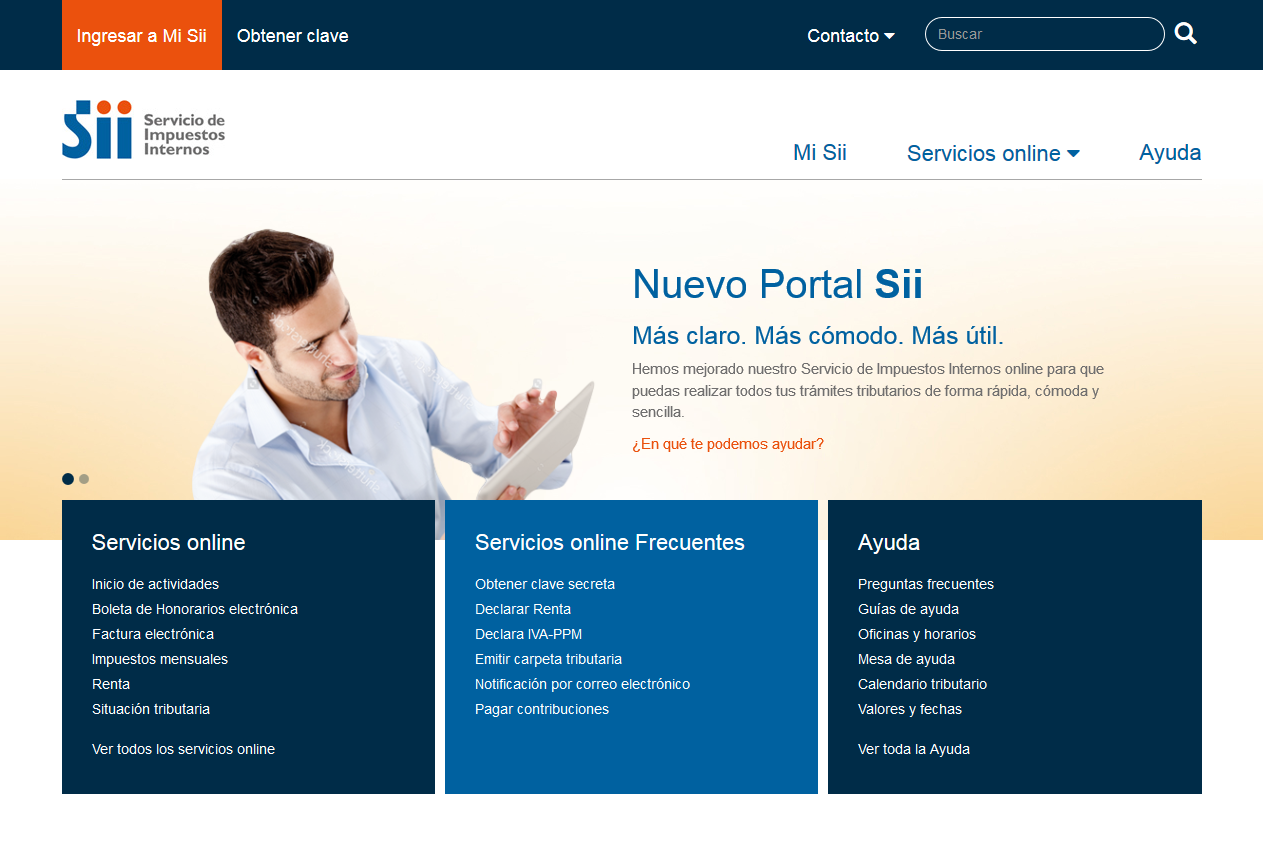 Ingresar a Mi Sii
Obtener clave
Contacto
Buscar
Sii
Servicio de
Impuestos
Internos
Mi Sii
Servicios online
Ayuda
Nuevo Portal Sii
Más claro. Más cómodo. Más útil.
Hemos mejorado nuestro Servicio de Impuestos Internos online para que
puedas realizar todos tus trámites tributarios de forma rápida, cómoda y
sencilla.
¿En qué te podemos ayudar?
Servicios online
Inicio de actividades
Boleta de Honorarios electrónica
Factura electrónica
Impuestos mensuales
Renta
Situación tributaria
Ver todos los servicios online
Servicios online Frecuentes
Obtener clave secreta
Declarar Renta
Declara IVA-PPM
Emitir carpeta tributaria
Notificación por correo electrónico
Pagar contribuciones
Ayuda
Preguntas frecuentes
Guías de ayuda
Oficinas y horarios
Mesa de ayuda
Calendario tributario
Valores y fechas
Ver toda la Ayuda